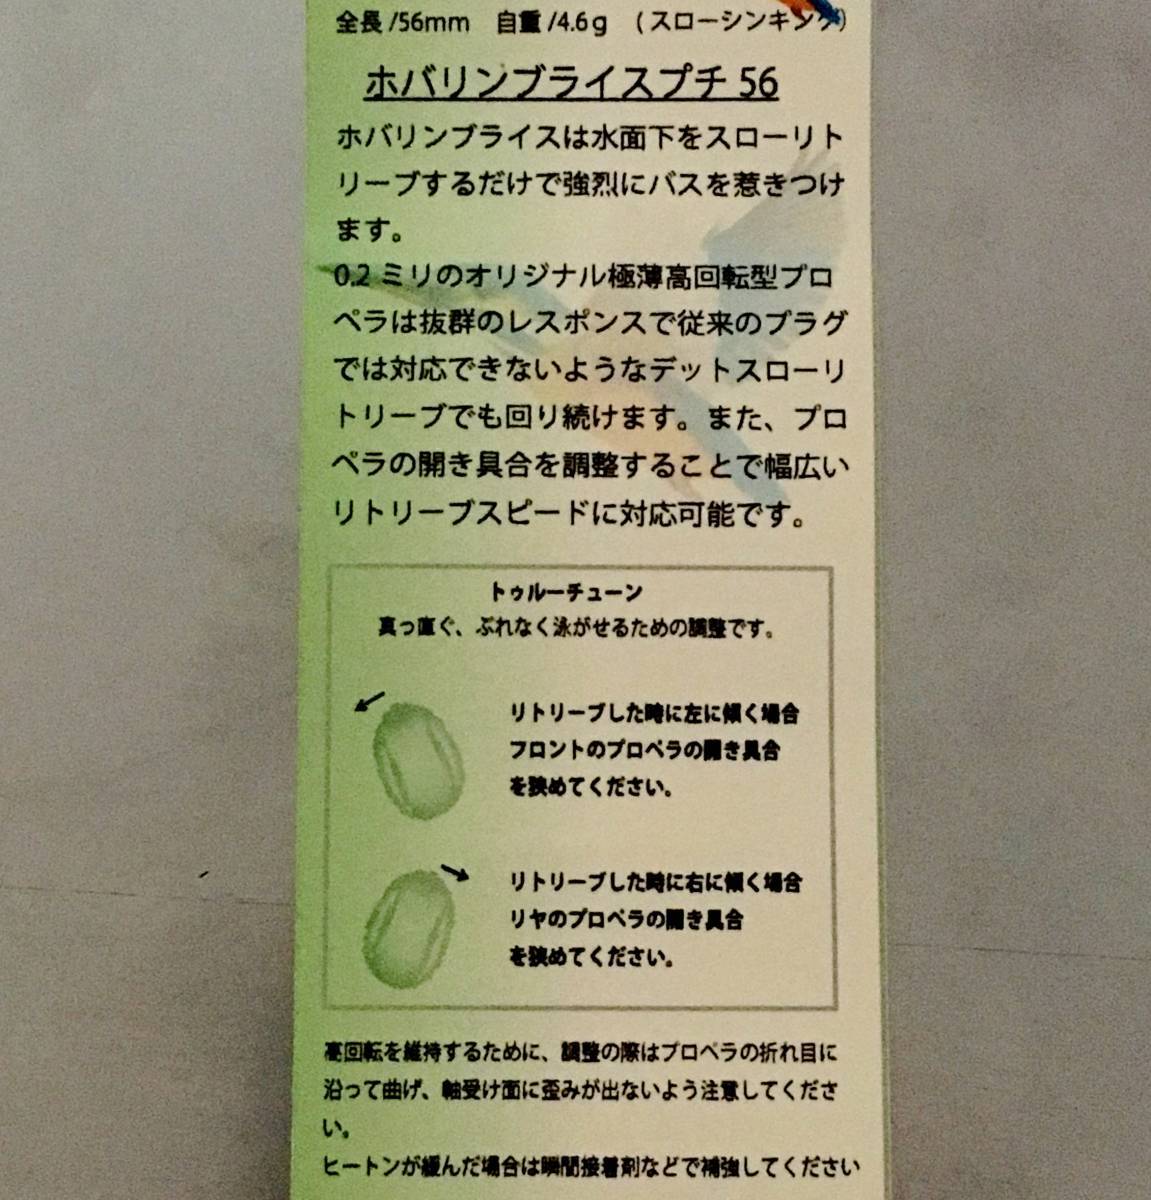 全長 /56mm 自重 /4.6g (スローシンキング)
ホバリンブライスプチ 56
ホバリンブライスは水面下をスローリト
リーブするだけで強烈にバスを惹きつけ
ます。
0.2 ミリのオリジナル極薄高回転型プロ
ペラは抜群のレスポンスで従来のプラグ
では対応できないようなデットスローリ
トリーブでも回り続けます。また、プロ
ペラの開き具合を調整することで幅広い
リトリーブスピードに対応可能です。
トゥルーチューン
真っ直ぐ、ぶれなく泳がせるための調整です。
リトリーブした時に左に傾く場合
フロントのプロペラの開き具合
を狭めてください。
リトリーブした時に右に傾く場合
リヤのプロペラの開き具合
を狭めてください。
高回転を維持するために、調整の際はプロペラの折れ目に
沿って曲げ、軸受け面に歪みが出ないよう注意してくださ
い。
ヒートンが緩んだ場合は瞬間接着剤などで補強してください